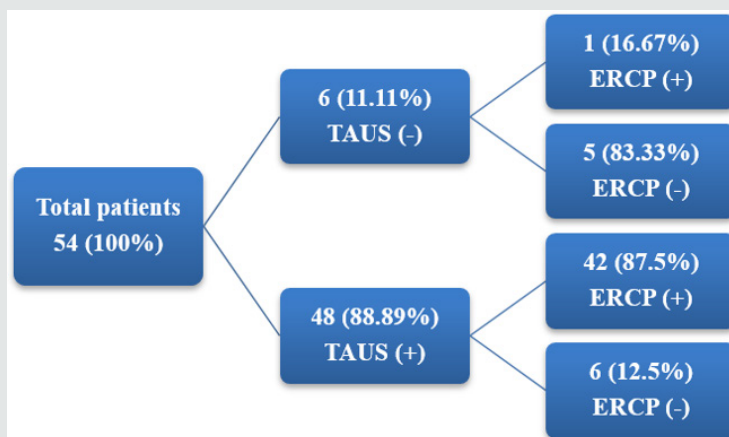 Total patients
54 (100%)
6 (11.11%)
TAUS (-)
48 (88.89%)
TAUS (+)
1 (16.67%)
ERCP (+)
5 (83.33%)
ERCP (-)
42 (87.5%)
ERCP (+)
6 (12.5%)
ERCP (-)